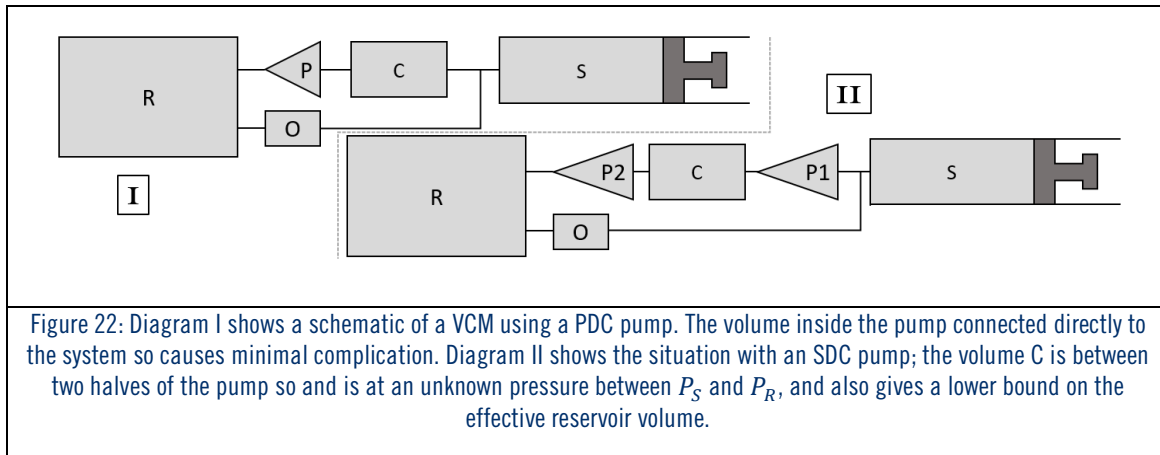 R
P
C
S
O
I
II
R
P2
C
P1
S
O
Figure 22: Diagram I shows a schematic of a VCM using a PDC pump. The volume inside the pump connected directly to
the system so causes minimal complication. Diagram II shows the situation with an SDC pump; the volume C is between
two halves of the pump so and is at an unknown pressure between P_S and P_R, and also gives a lower bound on the
effective reservoir volume.